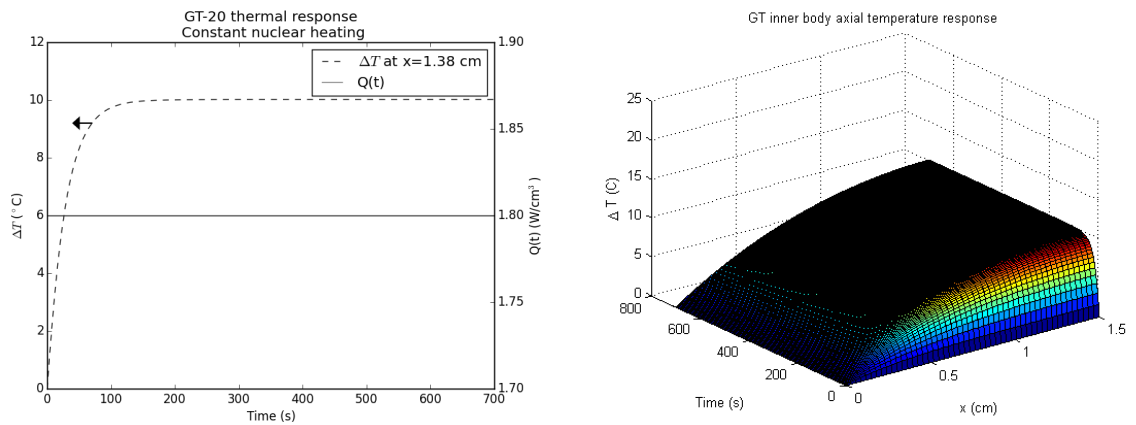 GT-20 thermal response
Constant nuclear heating
12
10
8
6
4
2
0
ΔT (°C)
1.90
1.85
1.80
1.75
1.70
Q(t) (W/cm³)
ΔT at x=1.38 cm
Q(t)
0 100 200 300 400 500 600 700
Time (s)
GT inner body axial temperature response
25
20
15
10
5
0
Δ T (C)
800
600
400
200
0
Time (s)
0
0.5
1
1.5
x (cm)